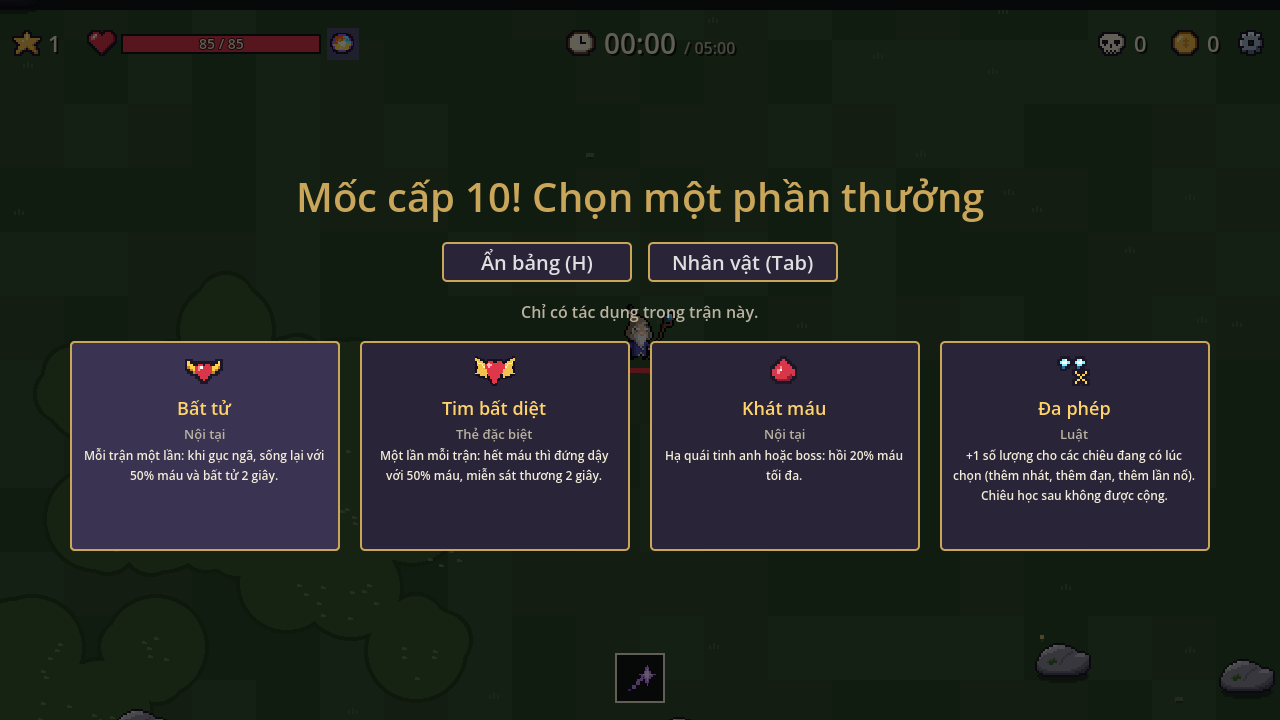 1
85 / 85
00:00 / 05:00
0
0
Mốc cấp 10! Chọn một phần thưởng
Ẩn bảng (H)
Nhân vật (Tab)
Chỉ có tác dụng trong trận này.
Bất tử
Nội tại
Mỗi trận một lần: khi gục ngã, sống lại với
50% máu và bất tử 2 giây.
Tim bất diệt
Thẻ đặc biệt
Một lần mỗi trận: hết máu thì đứng dậy
với 50% máu, miễn sát thương 2 giây.
Khát máu
Nội tại
Hạ quái tinh anh hoặc boss: hồi 20% máu
tối đa.
Đa phép
Luật
+1 số lượng cho các chiêu đang có lúc
chọn (thêm nhát, thêm đạn, thêm lần nổ).
Chiêu học sau không được cộng.